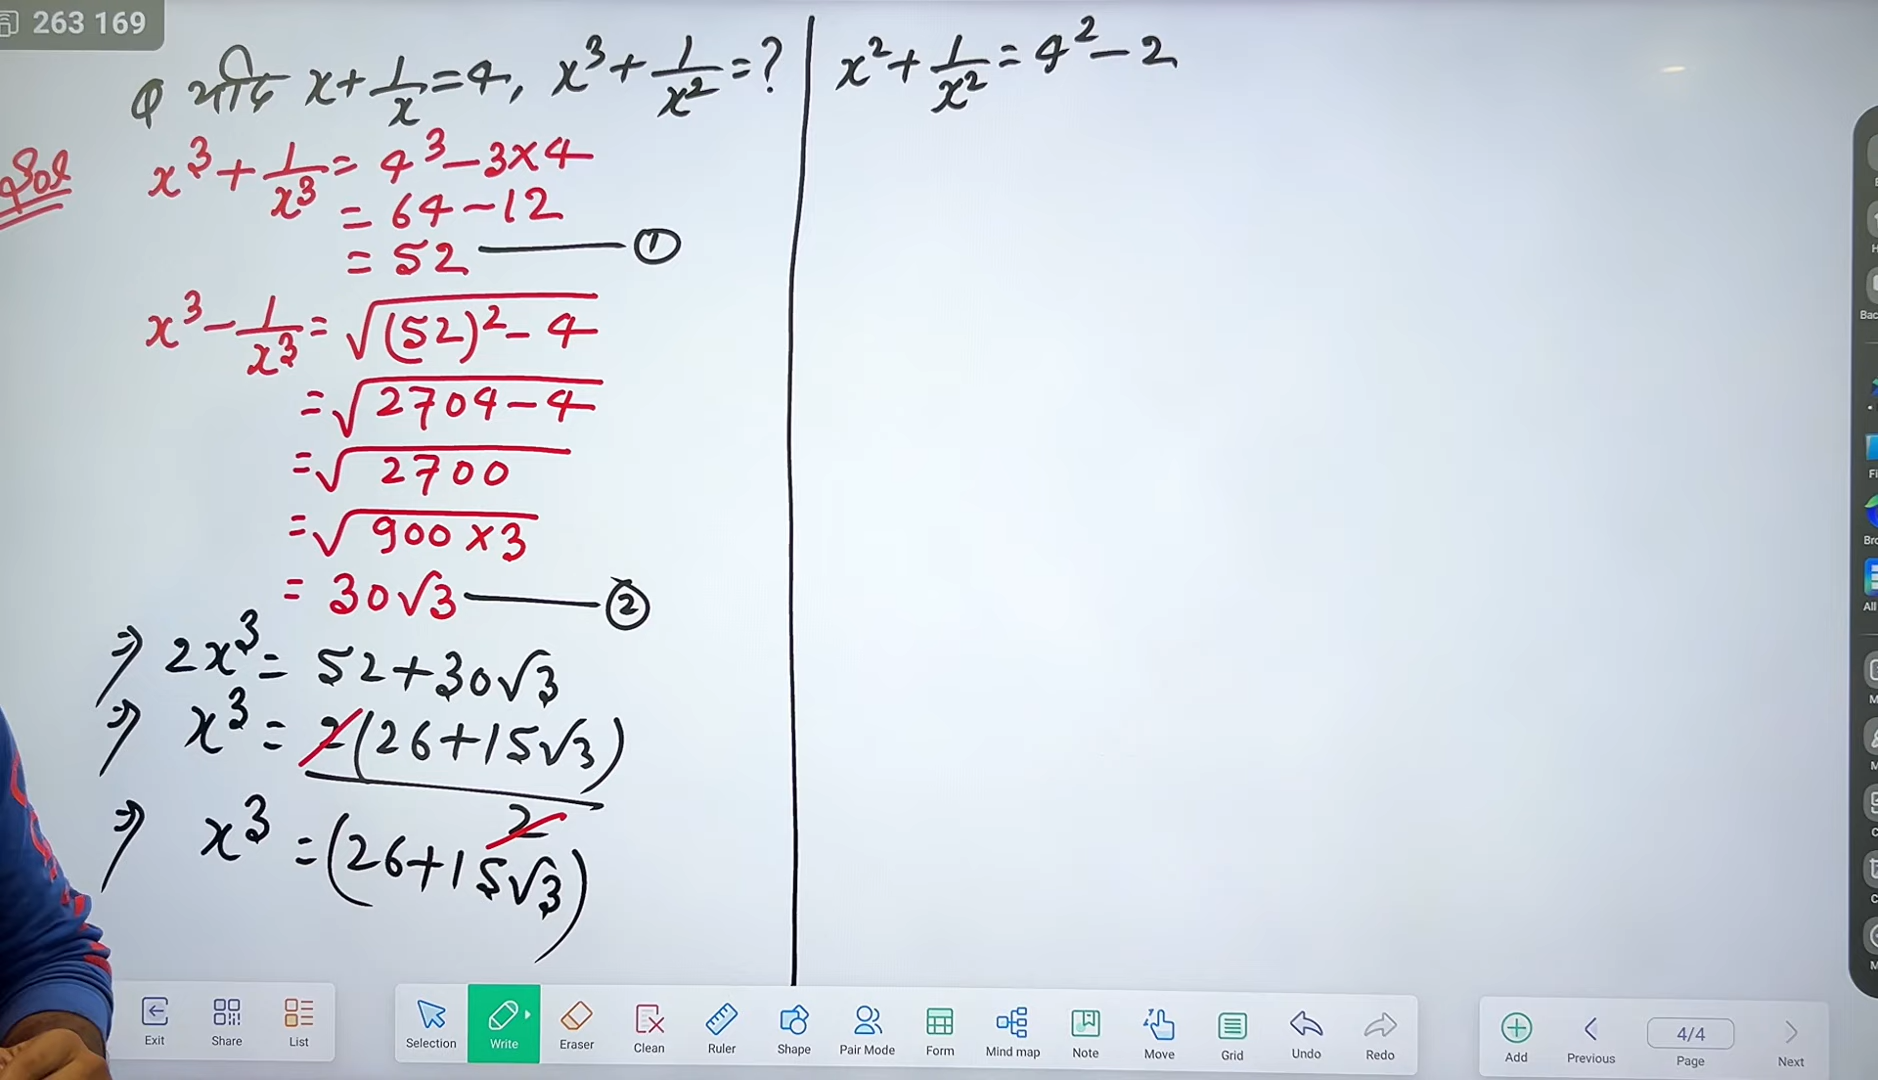 263 169
Q यदि x+1/x=4, x³+1/x²=?
Sol x³+1/x³=4³-3×4
=64-12
=52 ——— ①
x³-1/x³=√((52)²-4)
=√(2704-4)
=√(2700)
=√(900×3)
=30√3 ——— ②
⇒ 2x³=52+30√3
⇒ x³=2(26+15√3)/2
⇒ x³=(26+15√3)
x²+1/x²=4²-2
Exit Share List
Selection Write Eraser Clean Ruler Shape Pair Mode Form Mind map Note Move Grid Undo Redo
Add Previous 4/4 Page Next